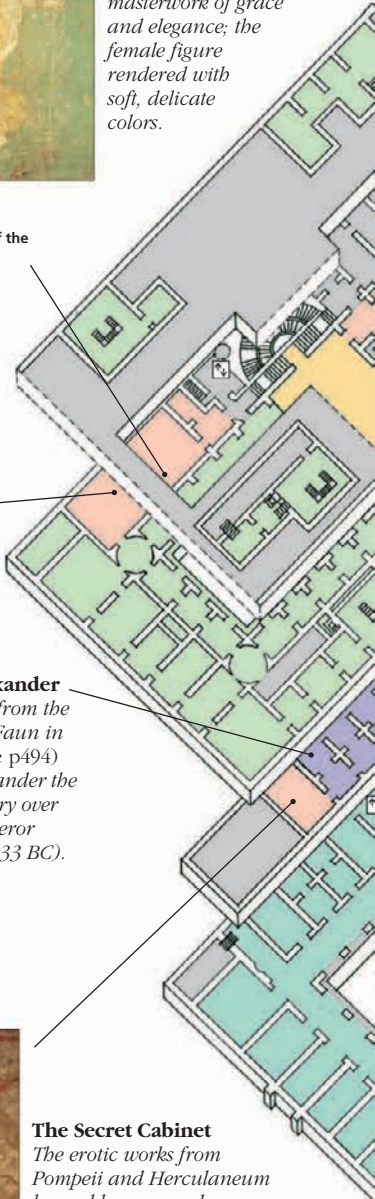 masterwork of grace
and elegance; the
female figure
rendered with
soft, delicate
colors.
f the
xander
from the
Faun in
p494)
ander the
ry over
eror
33 BC).
The Secret Cabinet
The erotic works from
Pompeii and Herculaneum